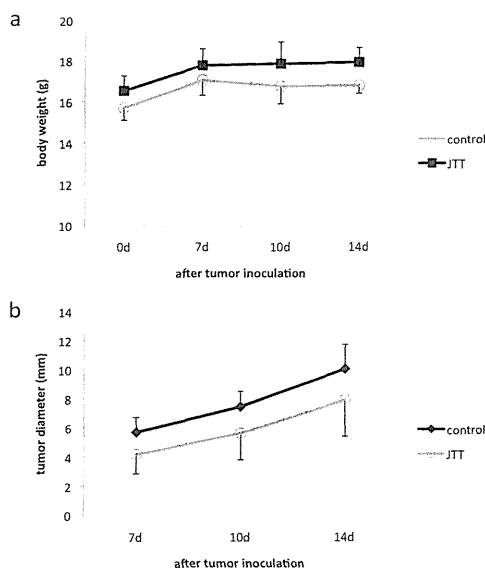 a
20
18
16
14
12
10
body weight (g)
0d 7d 10d 14d
after tumor inoculation
control
JTT
b
14
12
10
8
6
4
2
0
tumor diameter (mm)
7d 10d 14d
after tumor inoculation
control
JTT